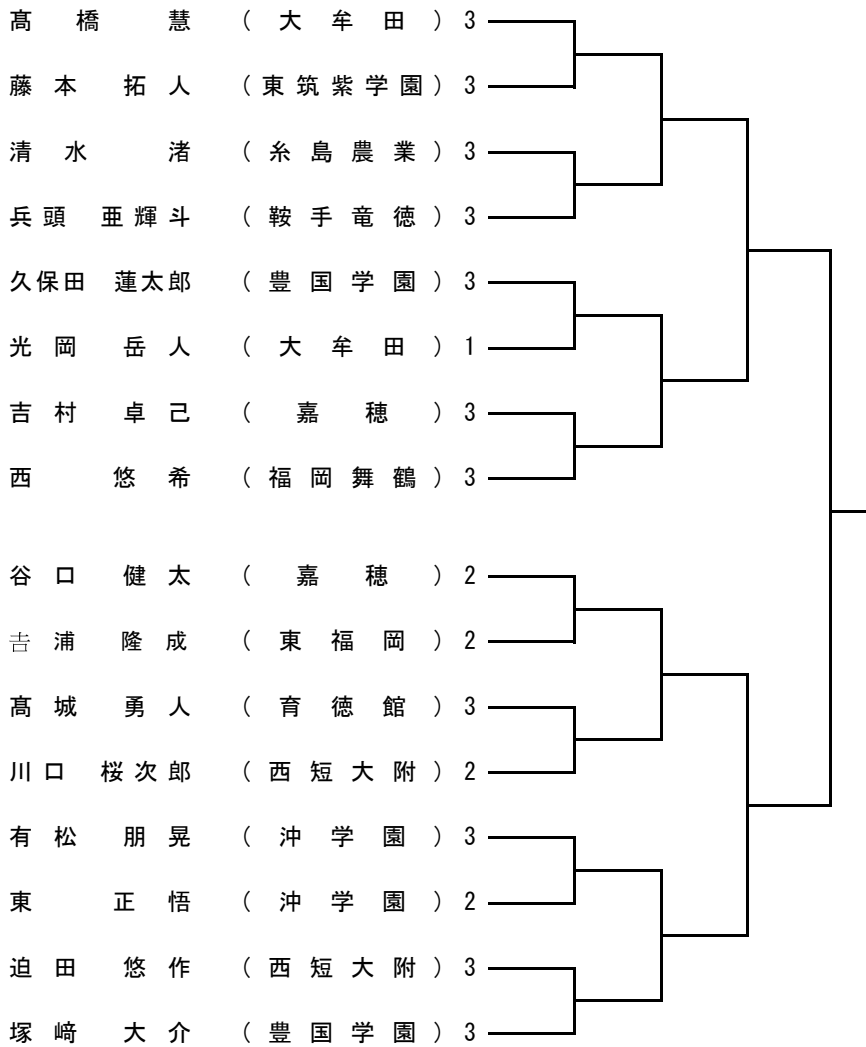 髙橋 慧 (大牟田) 3
藤本 拓人 (東筑紫学園) 3
清水 渚 (糸島農業) 3
兵頭 亜輝斗 (鞍手竜徳) 3
久保田 蓮太郎 (豊国学園) 3
光岡 岳人 (大牟田) 1
吉村 卓己 (嘉穂) 3
西 悠希 (福岡舞鶴) 3
谷口 健太 (嘉穂) 2
𠮷浦 隆成 (東福岡) 2
髙城 勇人 (育徳館) 3
川口 桜次郎 (西短大附) 2
有松 朋晃 (沖学園) 3
東 正悟 (沖学園) 2
迫田 悠作 (西短大附) 3
塚﨑 大介 (豊国学園) 3